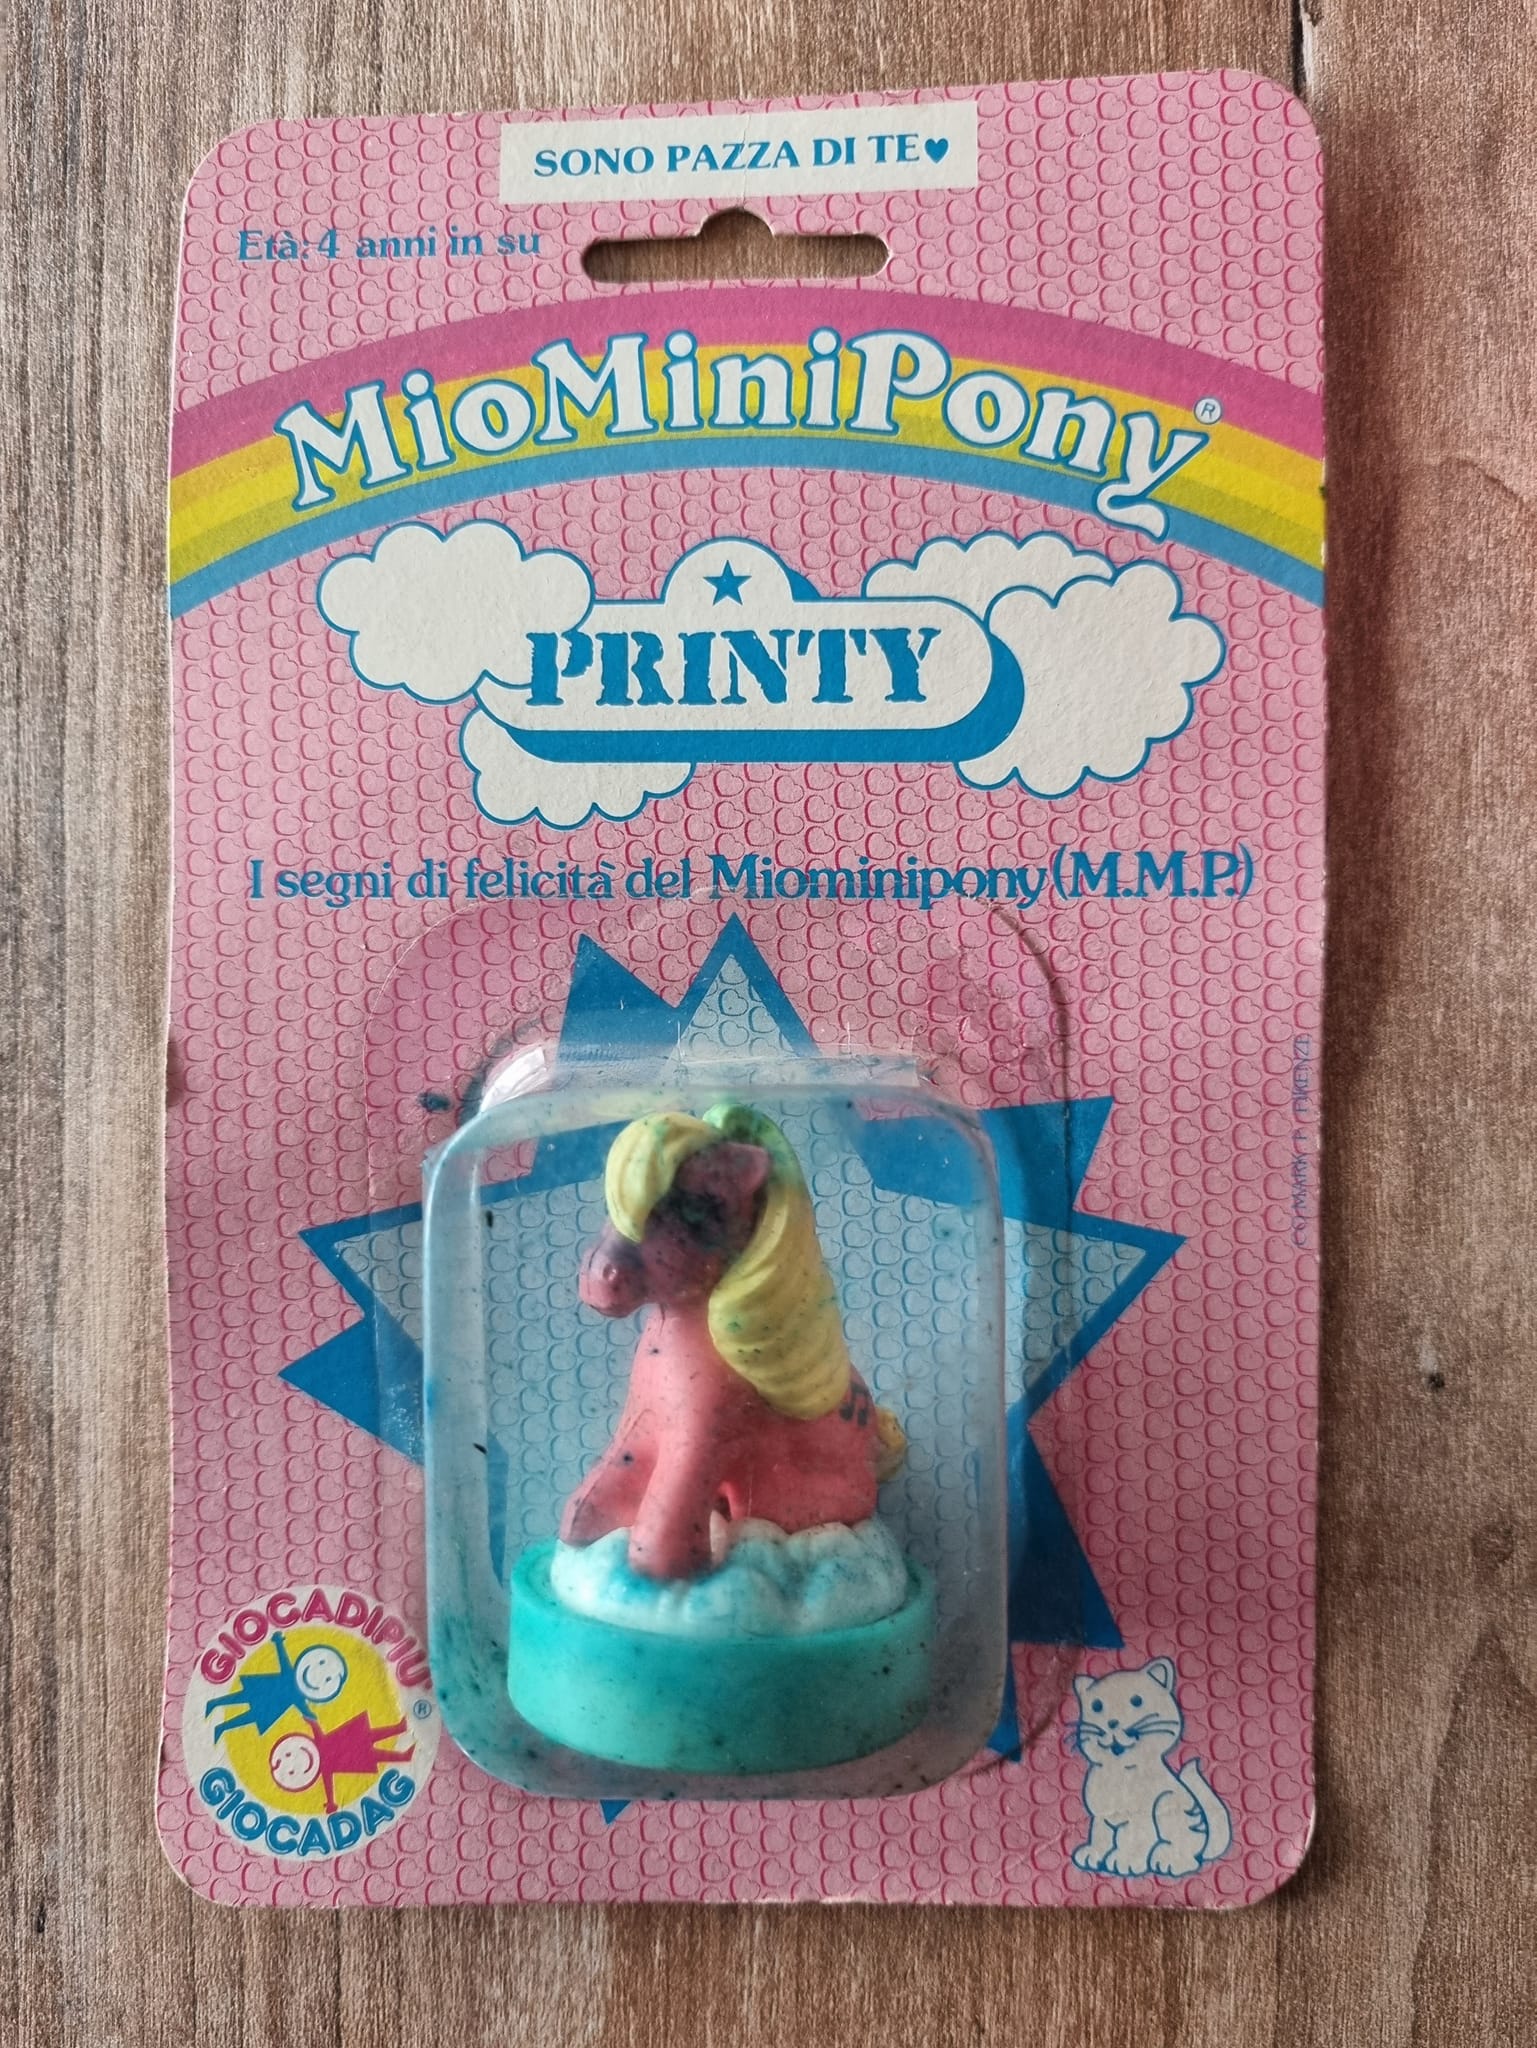 SONO PAZZA DI TE♥
Età: 4 anni in su
MioMiniPony®
PRINTY
I segni di felicità del Miominipony (M.M.P.)
GIOCADIPIU
®
GIOCADAG